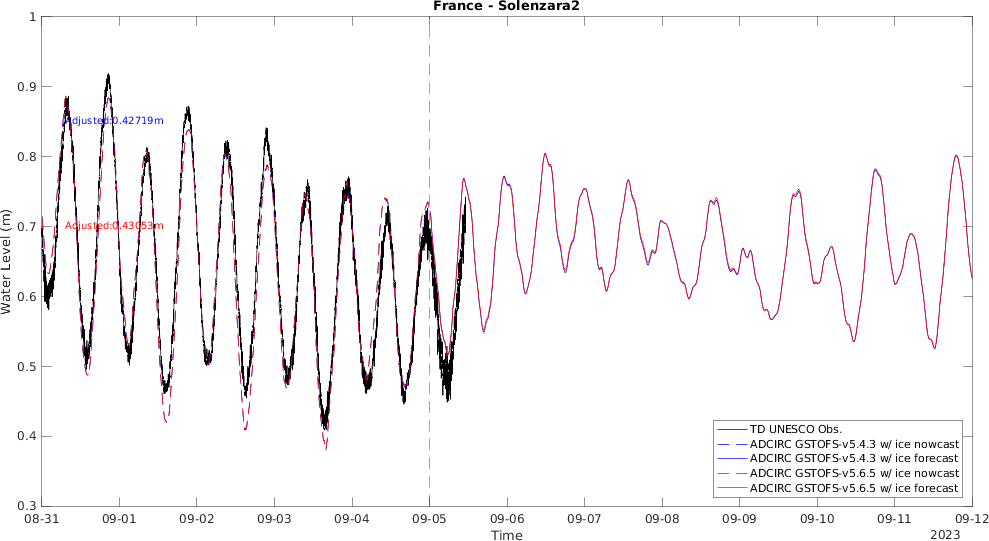 France - Solenzara2
1
0.9
0.8
0.7
0.6
0.5
0.4
0.3
Water Level (m)
Adjusted:0.42719m
Adjusted:0.43053m
TD UNESCO Obs.
ADCIRC GSTOFS-v5.4.3 w/ ice nowcast
ADCIRC GSTOFS-v5.4.3 w/ ice forecast
ADCIRC GSTOFS-v5.6.5 w/ ice nowcast
ADCIRC GSTOFS-v5.6.5 w/ ice forecast
08-31 09-01 09-02 09-03 09-04 09-05 09-06 09-07 09-08 09-09 09-10 09-11 09-12
Time
2023